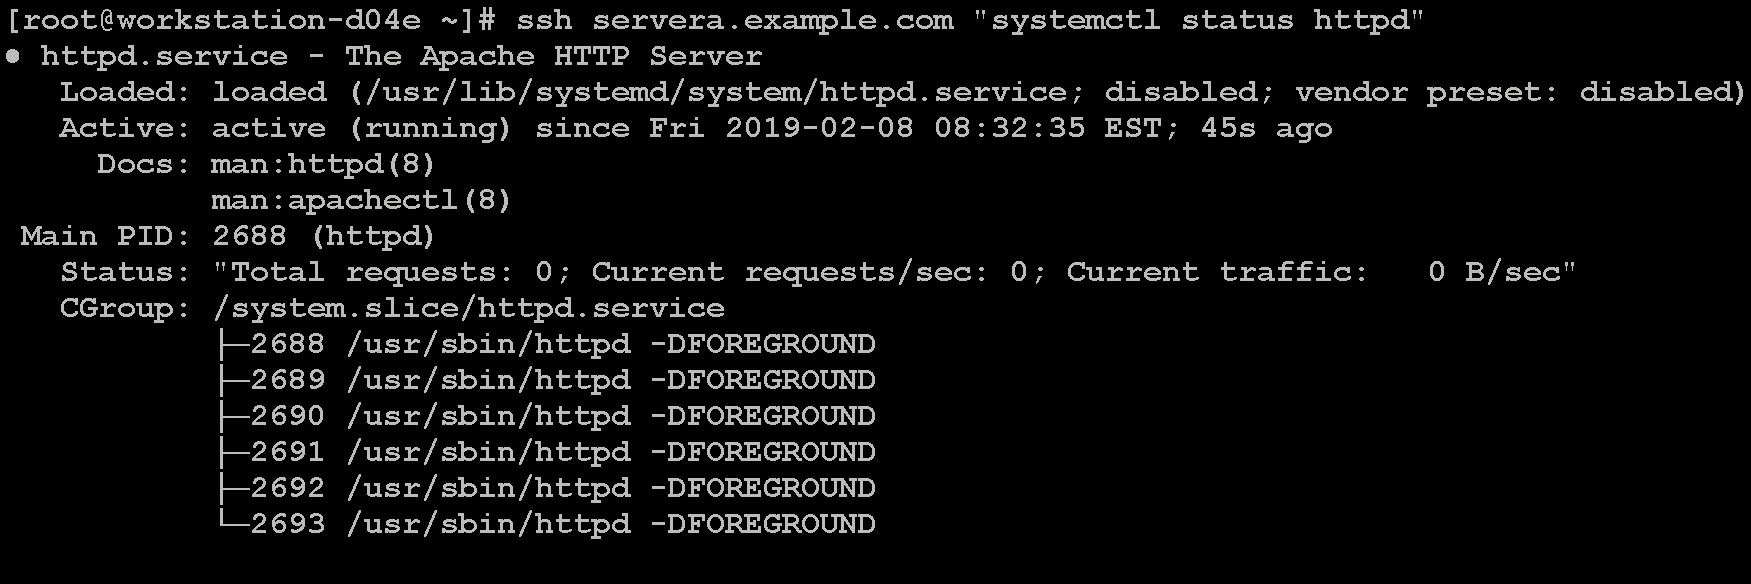 [root@workstation-d04e ~]# ssh servera.example.com "systemctl status httpd"
● httpd.service - The Apache HTTP Server
   Loaded: loaded (/usr/lib/systemd/system/httpd.service; disabled; vendor preset: disabled)
   Active: active (running) since Fri 2019-02-08 08:32:35 EST; 45s ago
     Docs: man:httpd(8)
           man:apachectl(8)
 Main PID: 2688 (httpd)
   Status: "Total requests: 0; Current requests/sec: 0; Current traffic:   0 B/sec"
   CGroup: /system.slice/httpd.service
           ├─2688 /usr/sbin/httpd -DFOREGROUND
           ├─2689 /usr/sbin/httpd -DFOREGROUND
           ├─2690 /usr/sbin/httpd -DFOREGROUND
           ├─2691 /usr/sbin/httpd -DFOREGROUND
           ├─2692 /usr/sbin/httpd -DFOREGROUND
           └─2693 /usr/sbin/httpd -DFOREGROUND